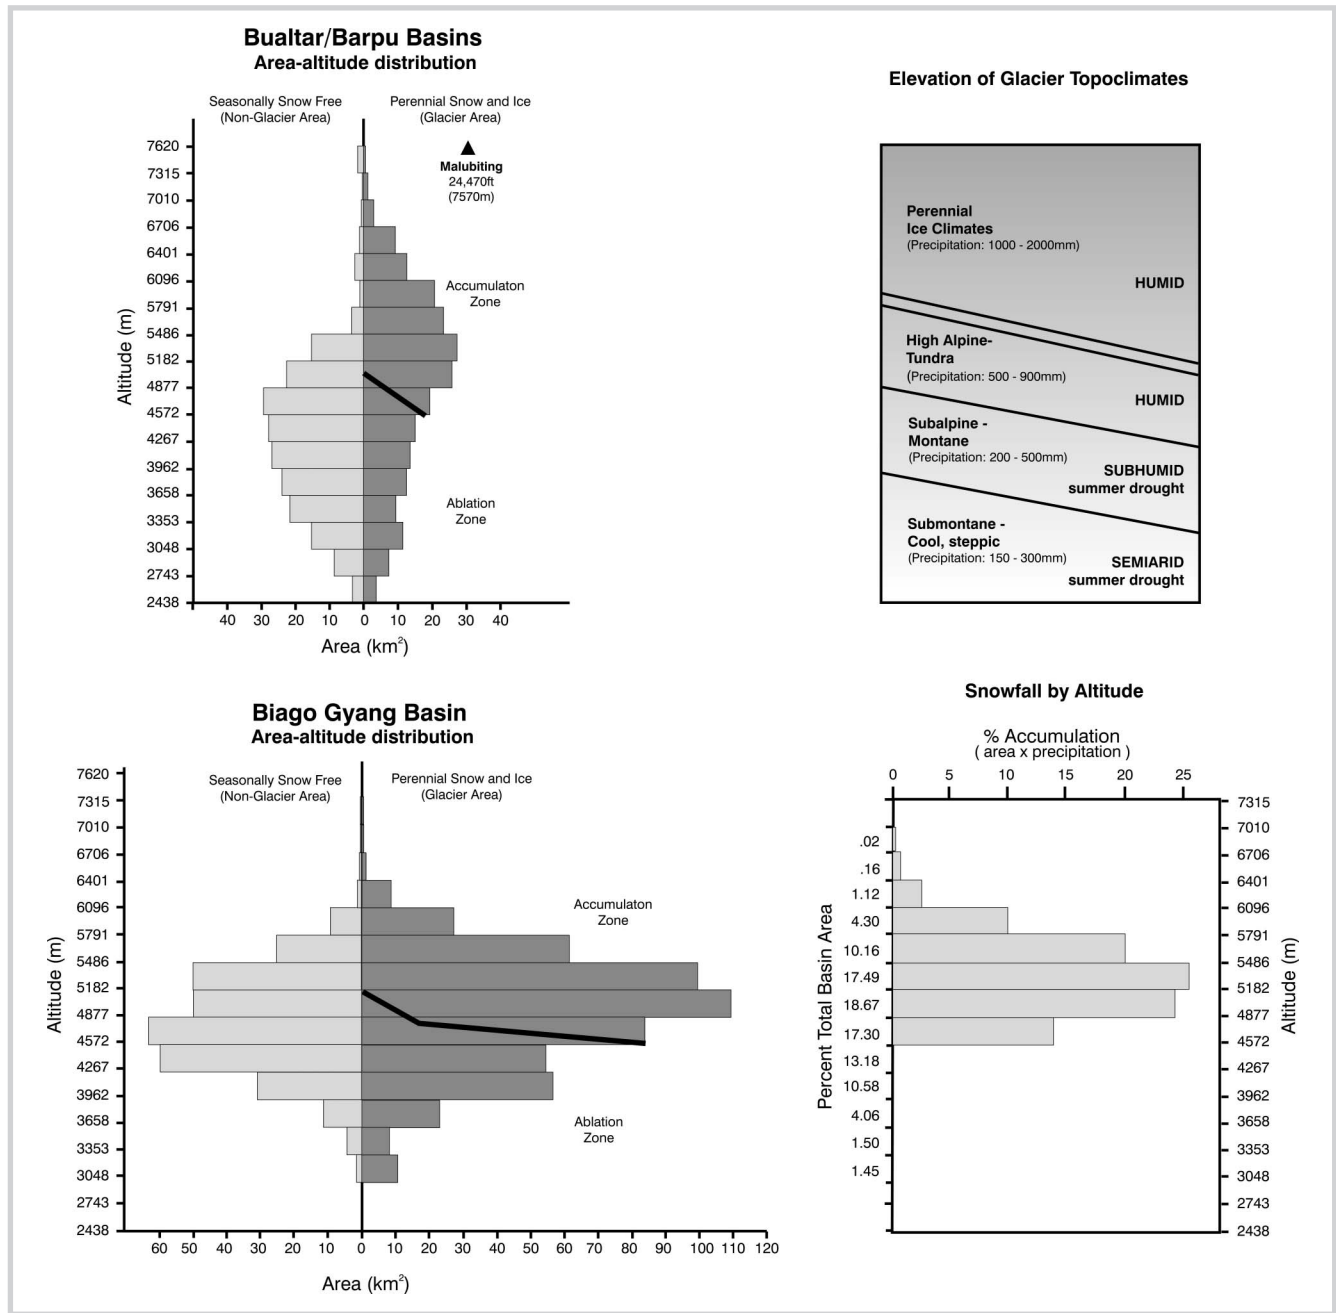 Bualtar/Barpu Basins
Area-altitude distribution
Seasonally Snow Free
(Non-Glacier Area)
Perennial Snow and Ice
(Glacier Area)
Malubiting
24,470ft
(7570m)
Accumulaton
Zone
Ablation
Zone
Altitude (m)
7620
7315
7010
6706
6401
6096
5791
5486
5182
4877
4572
4267
3962
3658
3353
3048
2743
2438
40 30 20 10 0 10 20 30 40
Area (km²)
Elevation of Glacier Topoclimates
Perennial
Ice Climates
(Precipitation: 1000 - 2000mm)
HUMID
High Alpine-
Tundra
(Precipitation: 500 - 900mm)
HUMID
Subalpine -
Montane
(Precipitation: 200 - 500mm)
SUBHUMID
summer drought
Submontane -
Cool, steppic
(Precipitation: 150 - 300mm)
SEMIARID
summer drought
Biago Gyang Basin
Area-altitude distribution
Seasonally Snow Free
(Non-Glacier Area)
Perennial Snow and Ice
(Glacier Area)
Accumulaton
Zone
Ablation
Zone
Altitude (m)
7620
7315
7010
6706
6401
6096
5791
5486
5182
4877
4572
4267
3962
3658
3353
3048
2743
2438
60 50 40 30 20 10 0 10 20 30 40 50 60 70 80 90 100 110 120
Area (km²)
Snowfall by Altitude
% Accumulation
( area x precipitation )
0 5 10 15 20 25
Percent Total Basin Area
.02
.16
1.12
4.30
10.16
17.49
18.67
17.30
13.18
10.58
4.06
1.50
1.45
7315
7010
6706
6401
6096
5791
5486
5182
4877
4572
4267
3962
3658
3353
3048
2743
2438
Altitude (m)